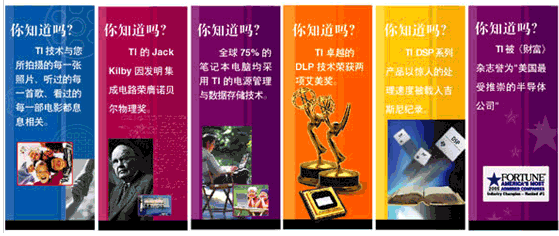 你知道吗?
TI 技术与您
所拍摄的每一张
照片、听过的每
一首歌、看过的
每一部电影都息
息相关。
你知道吗?
TI 的 Jack
Kilby 因发明集
成电路荣膺诺贝
尔物理奖。
你知道吗?
全球 75% 的
笔记本电脑均采
用 TI 的电源管理
与数据存储技术。
你知道吗?
TI 卓越的
DLP 技术荣获两
项艾美奖。
你知道吗?
TI DSP 系列
产品以惊人的处
理速度被载入吉
斯尼纪录。
DSP
你知道吗?
TI 被《财富》
杂志誉为"美国最
受推崇的半导体
公司"
FORTUNE
AMERICA'S MOST
ADMIRED COMPANIES